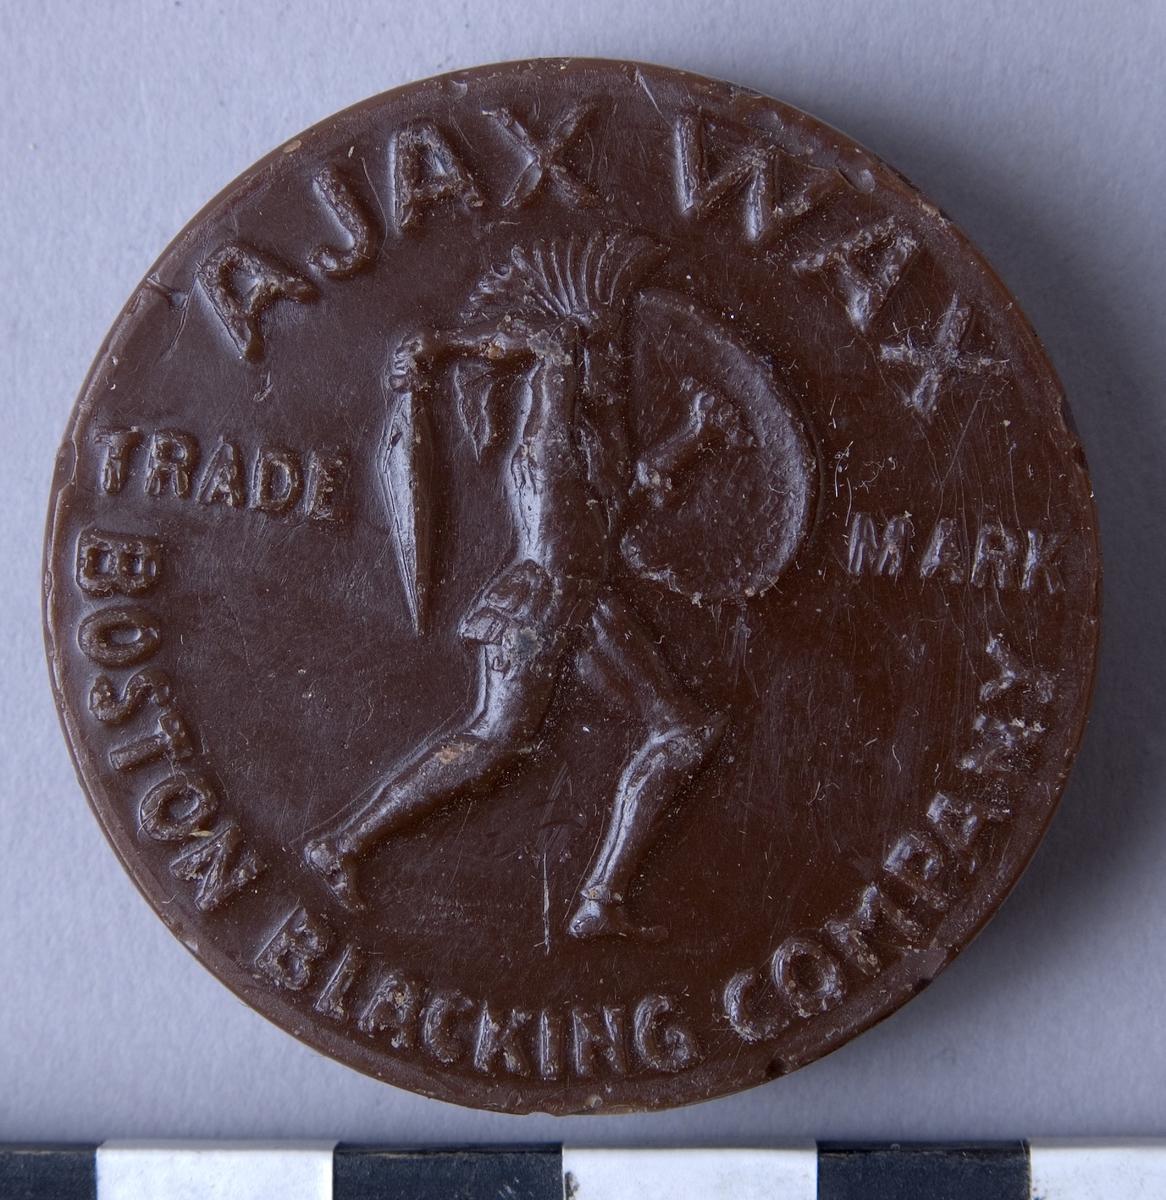 AJAX WAX
TRADE MARK
BOSTON BLACKING COMPANY